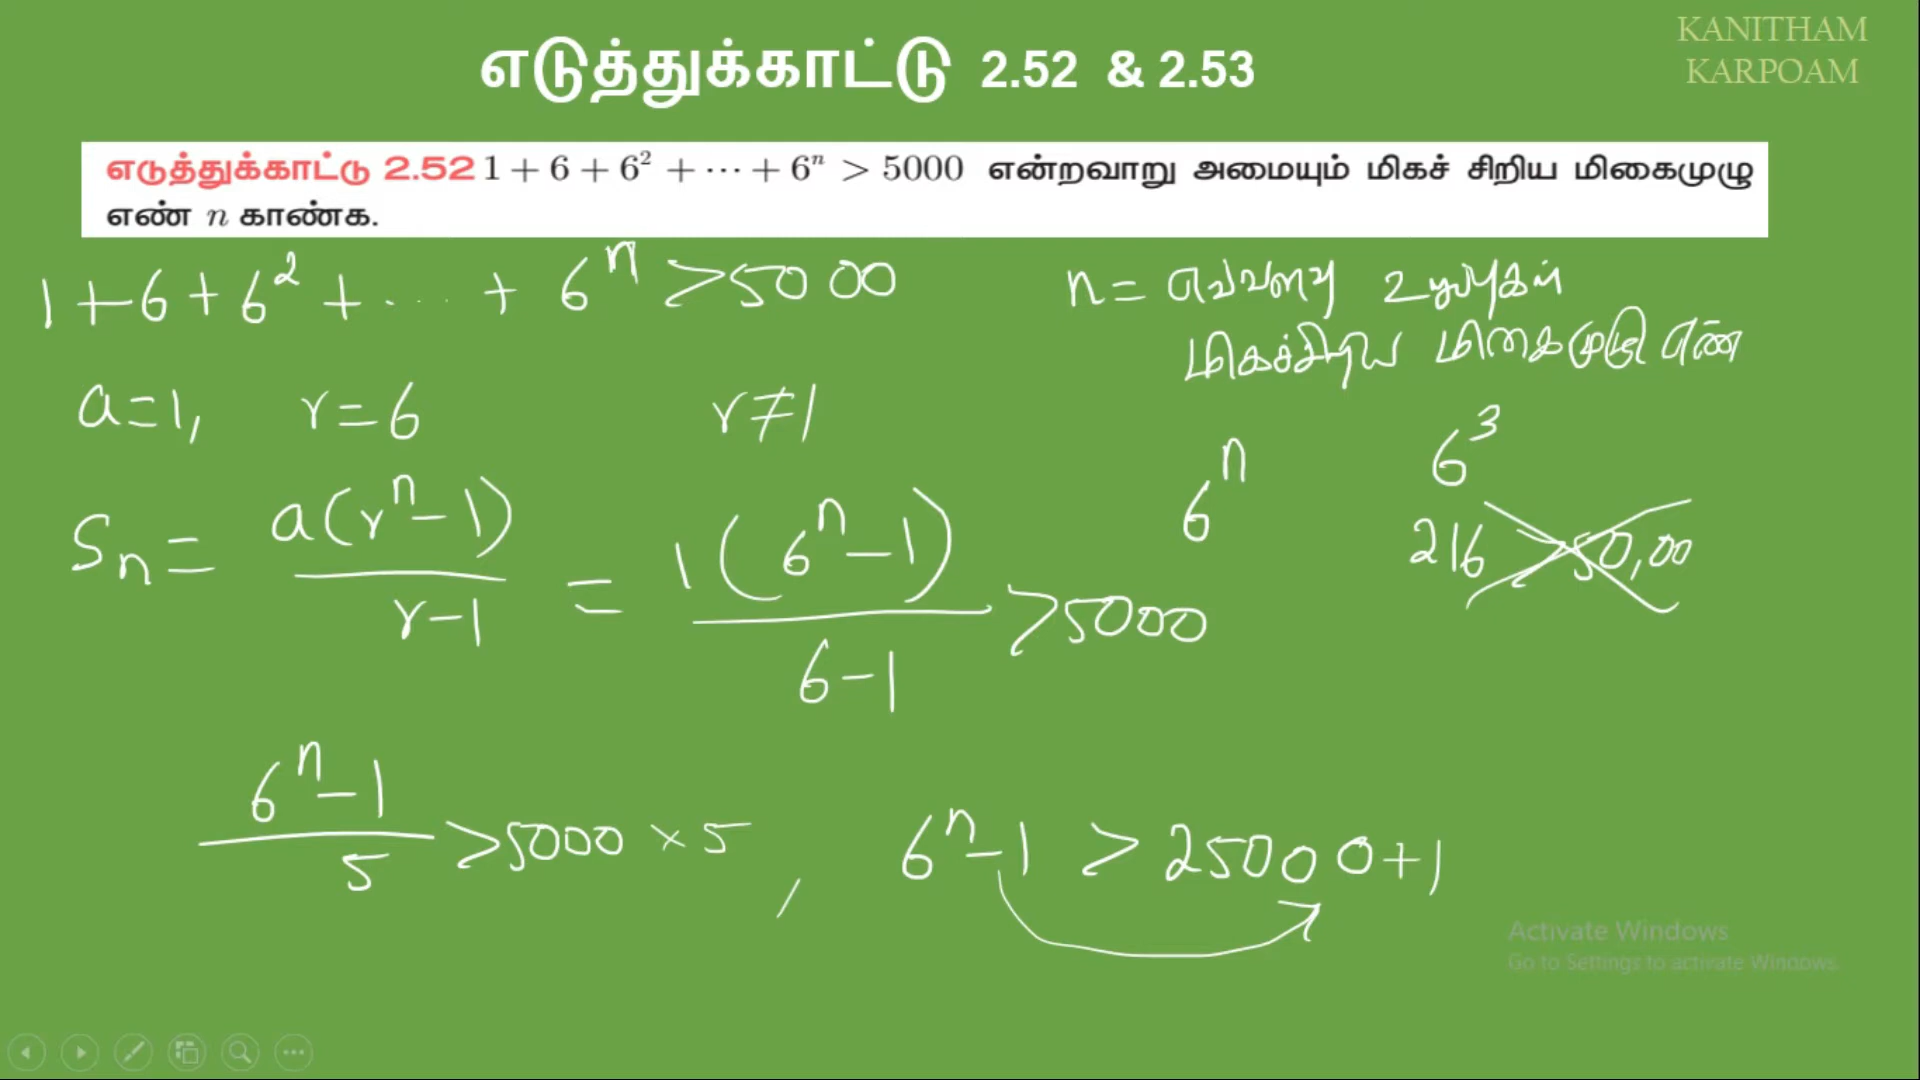 KANITHAM
KARPOAM
எடுத்துக்காட்டு 2.52 & 2.53
எடுத்துக்காட்டு 2.52 1 + 6 + 6² + ⋯ + 6ⁿ > 5000 என்றவாறு அமையும் மிகச் சிறிய மிகைமுழு
எண் n காண்க.
1 + 6 + 6² + ... + 6ⁿ > 5000
n = எவ்வளவு உறுப்புகள்
மிகச்சிறிய மிகைமுழு எண்
a = 1, r = 6 r ≠ 1
6ⁿ 6³
216 > 50,00
Sₙ = a(rⁿ - 1) / r - 1 = 1(6ⁿ - 1) / 6 - 1 > 5000
6ⁿ - 1 / 5 > 5000 × 5 , 6ⁿ - 1 > 25000 + 1
Activate Windows
Go to Settings to activate Windows.